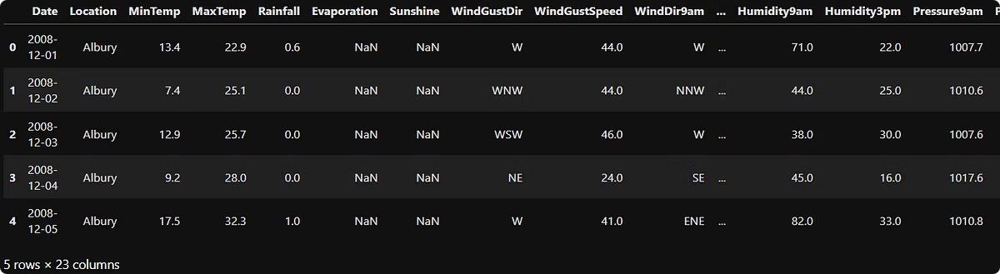 Date Location MinTemp MaxTemp Rainfall Evaporation Sunshine WindGustDir WindGustSpeed WindDir9am ... Humidity9am Humidity3pm Pressure9am
0 2008-12-01 Albury 13.4 22.9 0.6 NaN NaN W 44.0 W ... 71.0 22.0 1007.7
1 2008-12-02 Albury 7.4 25.1 0.0 NaN NaN WNW 44.0 NNW ... 44.0 25.0 1010.6
2 2008-12-03 Albury 12.9 25.7 0.0 NaN NaN WSW 46.0 W ... 38.0 30.0 1007.6
3 2008-12-04 Albury 9.2 28.0 0.0 NaN NaN NE 24.0 SE ... 45.0 16.0 1017.6
4 2008-12-05 Albury 17.5 32.3 1.0 NaN NaN W 41.0 ENE ... 82.0 33.0 1010.8
5 rows × 23 columns